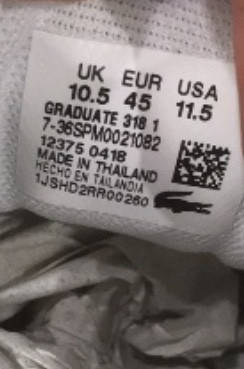 UK EUR USA
10.5 45 11.5
GRADUATE 318 1
7-36SPM0021082
12375 0418
MADE IN THAILAND
HECHO EN TAILANDIA
1JSHD2RR00260